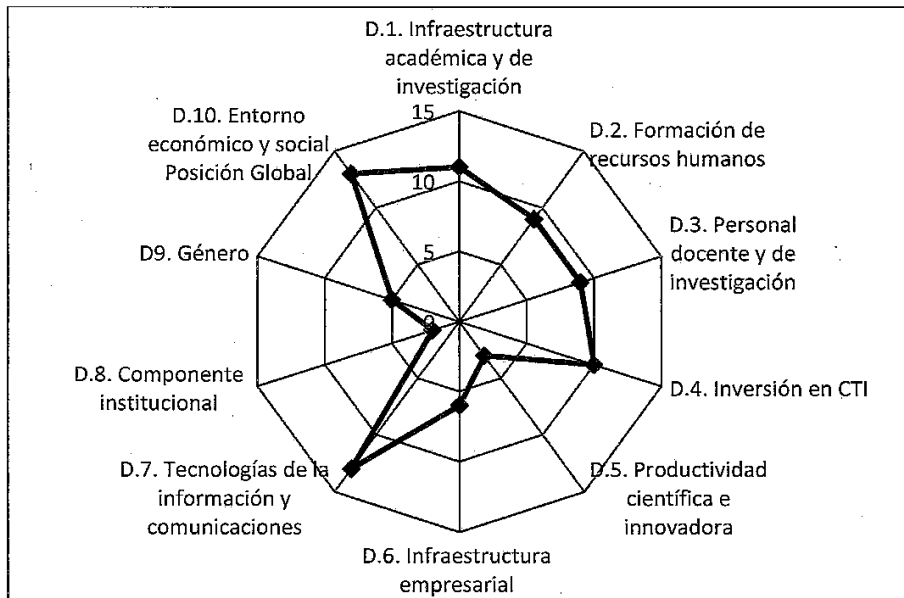 D.1. Infraestructura
académica y de
investigación
D.2. Formación de
recursos humanos
D.3. Personal
docente y de
investigación
D.4. Inversión en CTI
D.5. Productividad
científica e
innovadora
D.6. Infraestructura
empresarial
D.7. Tecnologías de la
información y
comunicaciones
D.8. Componente
institucional
D9. Género
D.10. Entorno
económico y social
Posición Global
15
10
5
0